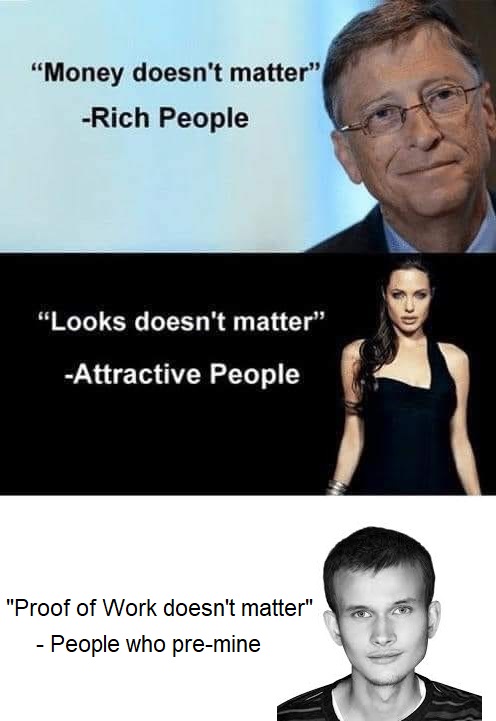 “Money doesn't matter”
-Rich People
“Looks doesn't matter”
-Attractive People
"Proof of Work doesn't matter"
- People who pre-mine